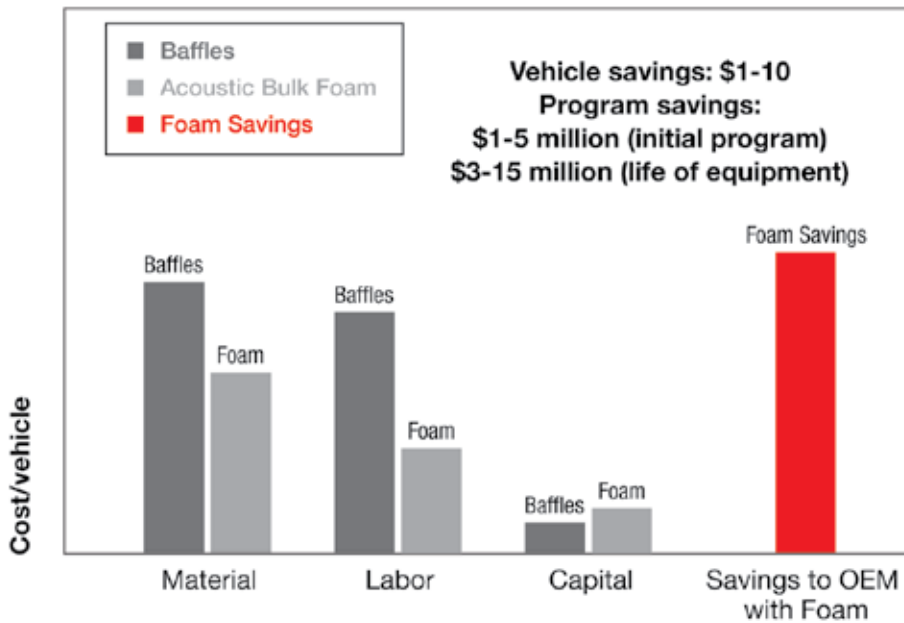 Baffles
Acoustic Bulk Foam
Foam Savings
Vehicle savings: $1-10
Program savings:
$1-5 million (initial program)
$3-15 million (life of equipment)
Cost/vehicle
Baffles
Foam
Baffles
Foam
Baffles
Foam
Foam Savings
Material
Labor
Capital
Savings to OEM
with Foam